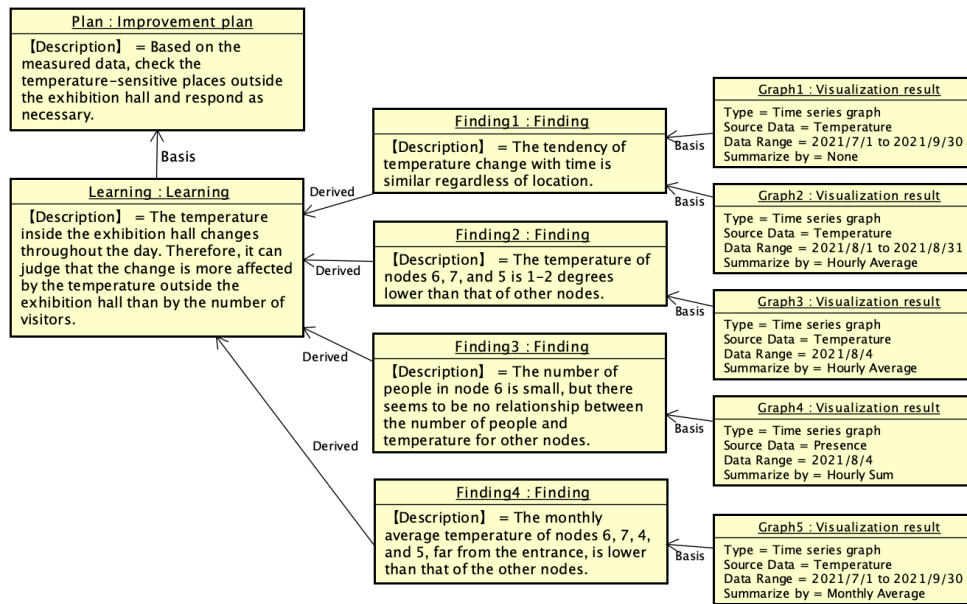 Plan : Improvement plan
【Description】 = Based on the
measured data, check the
temperature-sensitive places outside
the exhibition hall and respond as
necessary.
Basis
Learning : Learning
【Description】 = The temperature
inside the exhibition hall changes
throughout the day. Therefore, it can
judge that the change is more affected
by the temperature outside the
exhibition hall than by the number of
visitors.
Derived
Derived
Derived
Derived
Finding1 : Finding
【Description】 = The tendency of
temperature change with time is
similar regardless of location.
Finding2 : Finding
【Description】 = The temperature of
nodes 6, 7, and 5 is 1-2 degrees
lower than that of other nodes.
Finding3 : Finding
【Description】 = The number of
people in node 6 is small, but there
seems to be no relationship between
the number of people and
temperature for other nodes.
Finding4 : Finding
【Description】 = The monthly
average temperature of nodes 6, 7, 4,
and 5, far from the entrance, is lower
than that of the other nodes.
Basis
Basis
Basis
Basis
Basis
Graph1 : Visualization result
Type = Time series graph
Source Data = Temperature
Data Range = 2021/7/1 to 2021/9/30
Summarize by = None
Graph2 : Visualization result
Type = Time series graph
Source Data = Temperature
Data Range = 2021/8/1 to 2021/8/31
Summarize by = Hourly Average
Graph3 : Visualization result
Type = Time series graph
Source Data = Temperature
Data Range = 2021/8/4
Summarize by = Hourly Average
Graph4 : Visualization result
Type = Time series graph
Source Data = Presence
Data Range = 2021/8/4
Summarize by = Hourly Sum
Graph5 : Visualization result
Type = Time series graph
Source Data = Temperature
Data Range = 2021/7/1 to 2021/9/30
Summarize by = Monthly Average